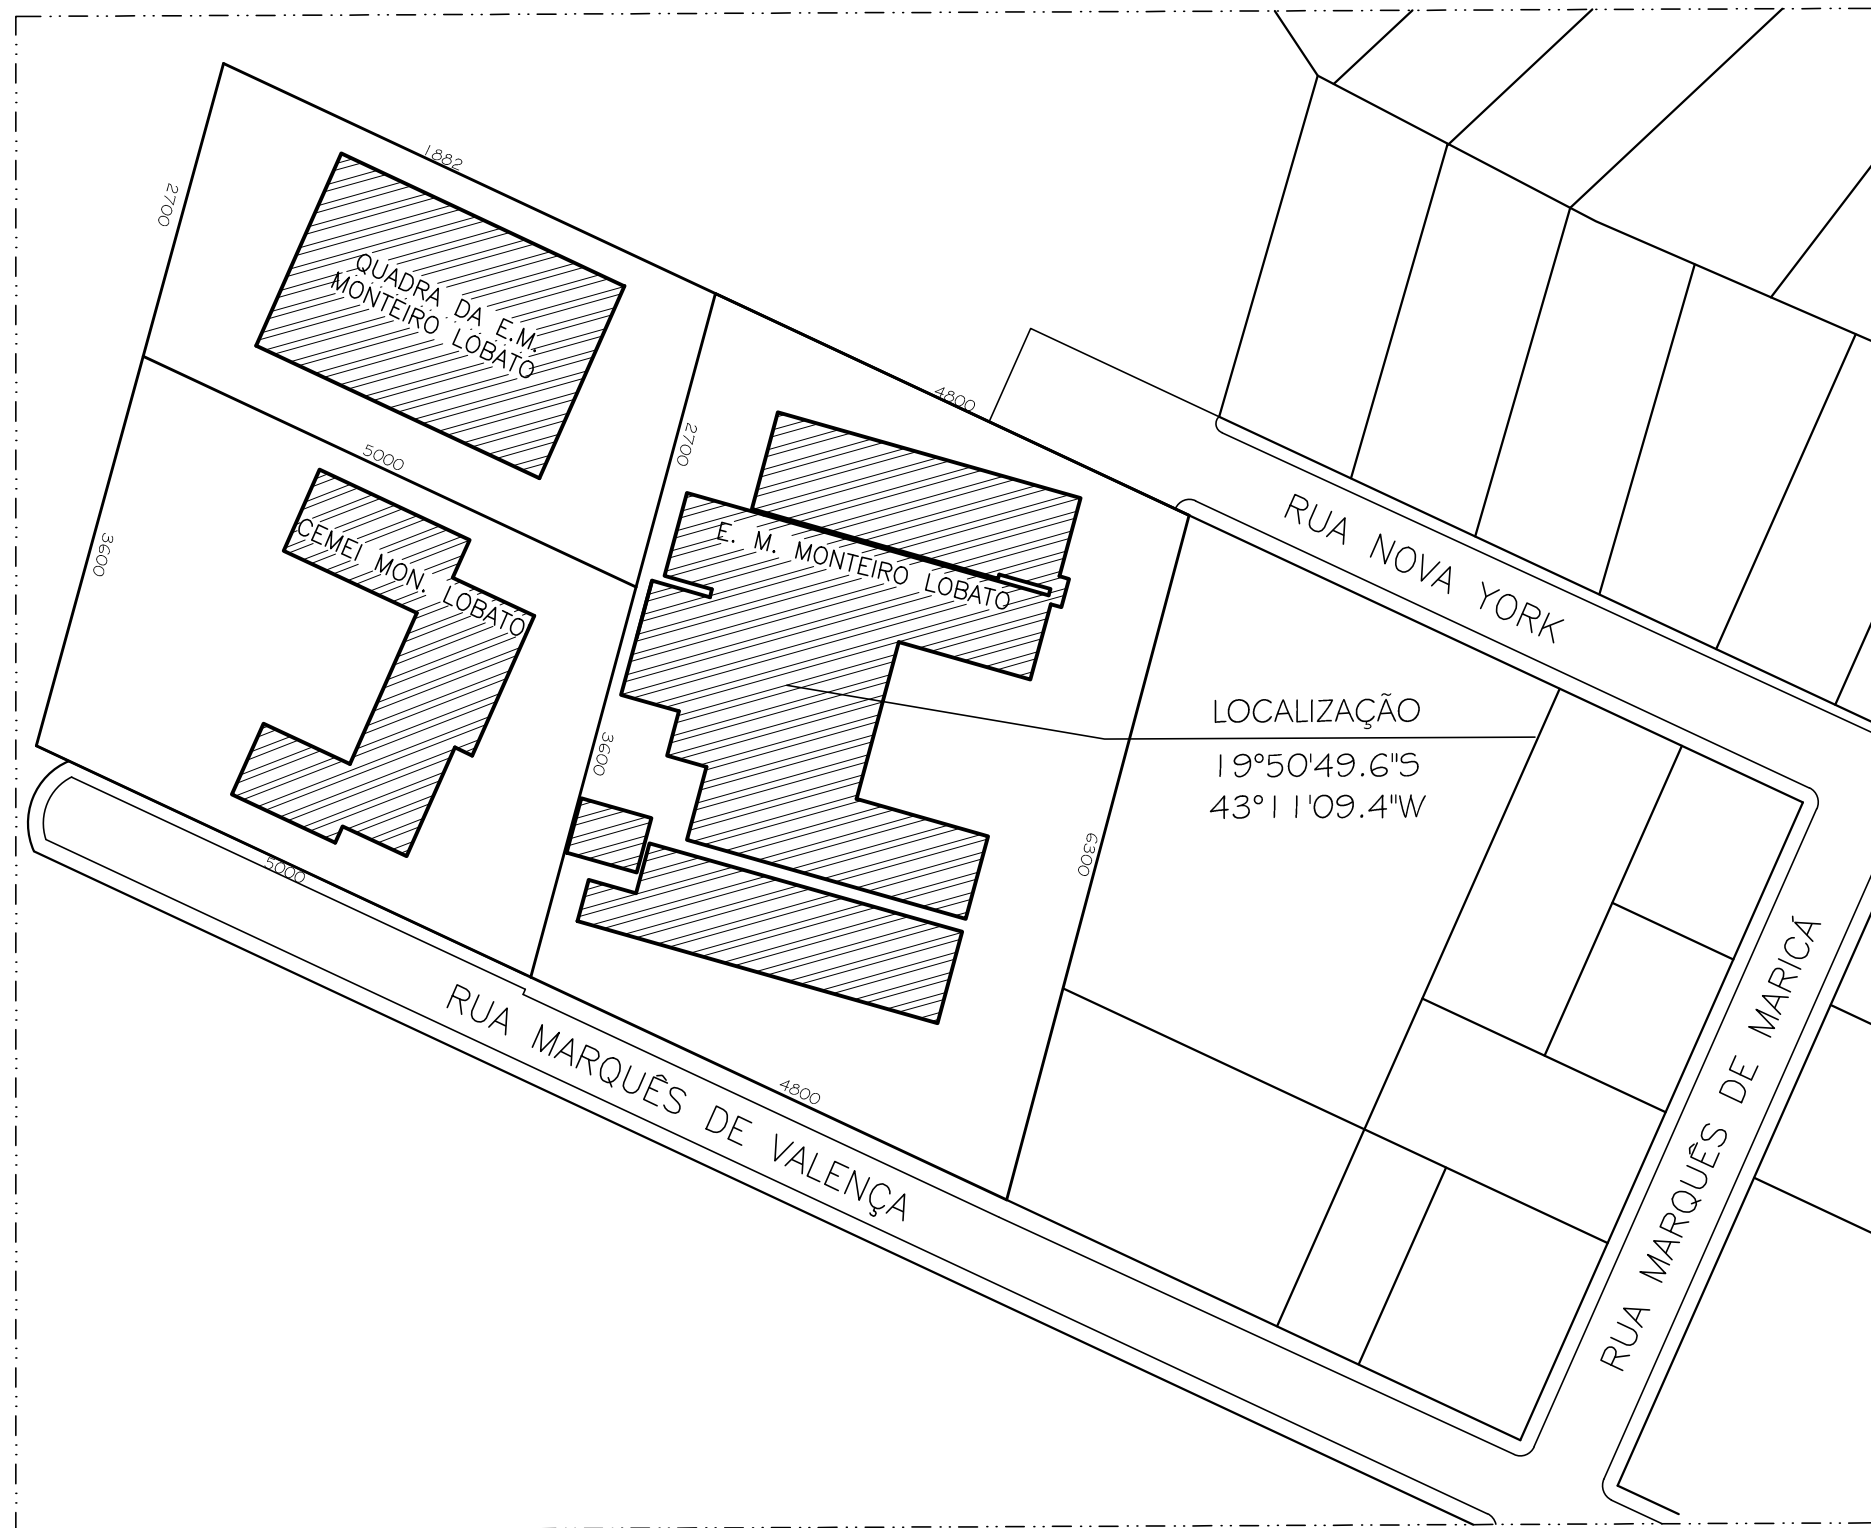 1882
2700
QUADRA DA E.M.
MONTEIRO LOBATO
4800
2700
5000
RUA NOVA YORK
E. M. MONTEIRO LOBATO
CEMEI MON. LOBATO
3600
LOCALIZAÇÃO
19°50'49.6"S
43°11'09.4"W
3600
6300
5000
RUA MARQUÊS DE VALENÇA
4800
RUA MARQUÊS DE MARICÁ